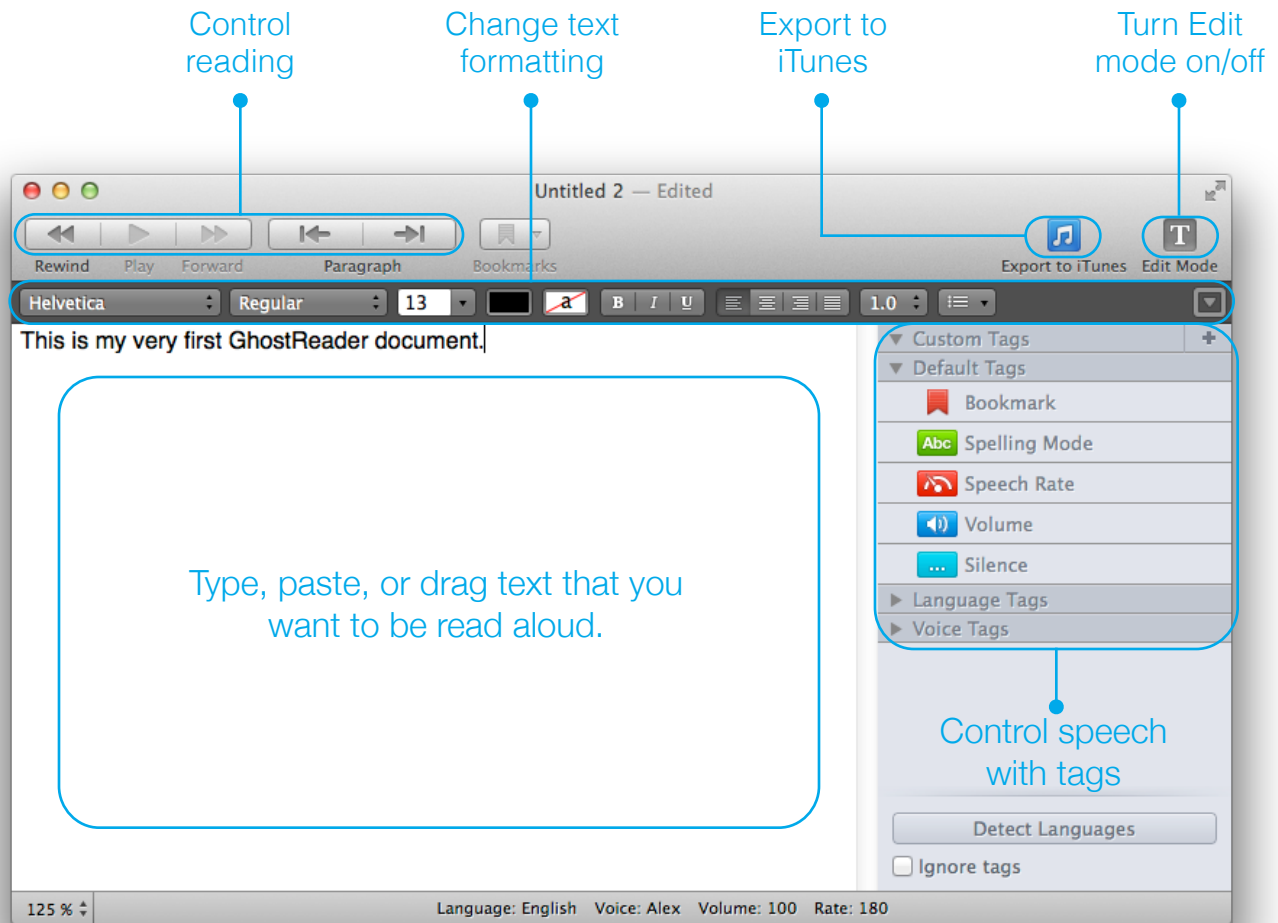 Control
reading
Change text
formatting
Export to
iTunes
Turn Edit
mode on/off
Untitled 2 — Edited
Rewind Play Forward Paragraph Bookmarks Export to iTunes Edit Mode
T
Helvetica Regular 13 a B I U 1.0
This is my very first GhostReader document.
Custom Tags +
Default Tags
Bookmark
Abc Spelling Mode
Speech Rate
Volume
... Silence
Language Tags
Voice Tags
Type, paste, or drag text that you
want to be read aloud.
Control speech
with tags
Detect Languages
Ignore tags
125 % Language: English Voice: Alex Volume: 100 Rate: 180